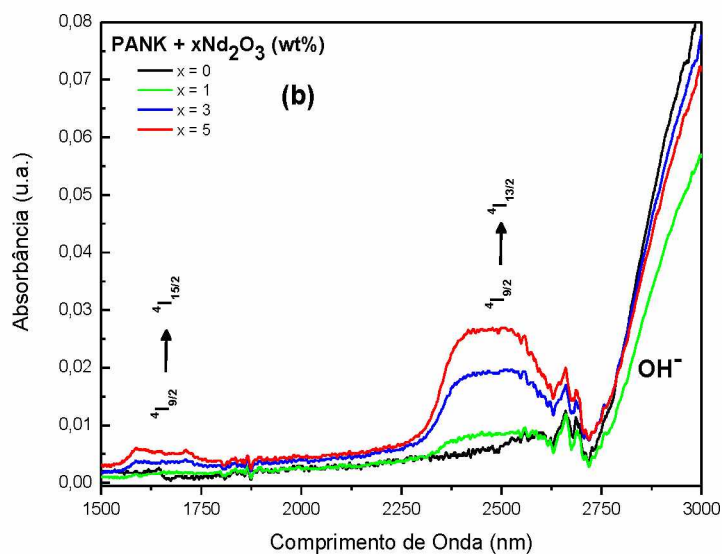 PANK + xNd₂O₃ (wt%)
x = 0
x = 1
x = 3
x = 5
(b)
⁴I₁₅/₂
⁴I₉/₂
⁴I₁₃/₂
⁴I₉/₂
OH⁻
Absorbância (u.a.)
0,08
0,07
0,06
0,05
0,04
0,03
0,02
0,01
0,00
1500
1750
2000
2250
2500
2750
3000
Comprimento de Onda (nm)